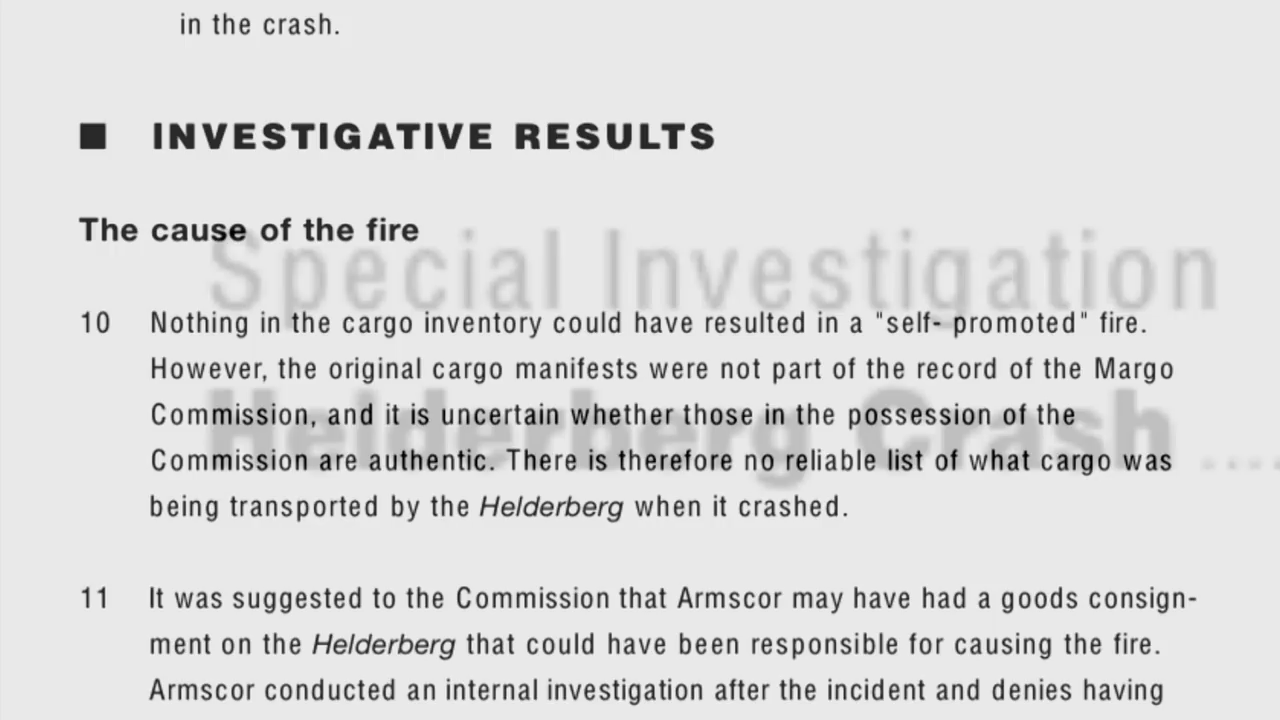 in the crash.
■ INVESTIGATIVE RESULTS
The cause of the fire
Special Investigation
10 Nothing in the cargo inventory could have resulted in a "self- promoted" fire.
However, the original cargo manifests were not part of the record of the Margo
Helderberg Crash ....
Commission, and it is uncertain whether those in the possession of the
Commission are authentic. There is therefore no reliable list of what cargo was
being transported by the Helderberg when it crashed.
11 It was suggested to the Commission that Armscor may have had a goods consign-
ment on the Helderberg that could have been responsible for causing the fire.
Armscor conducted an internal investigation after the incident and denies having